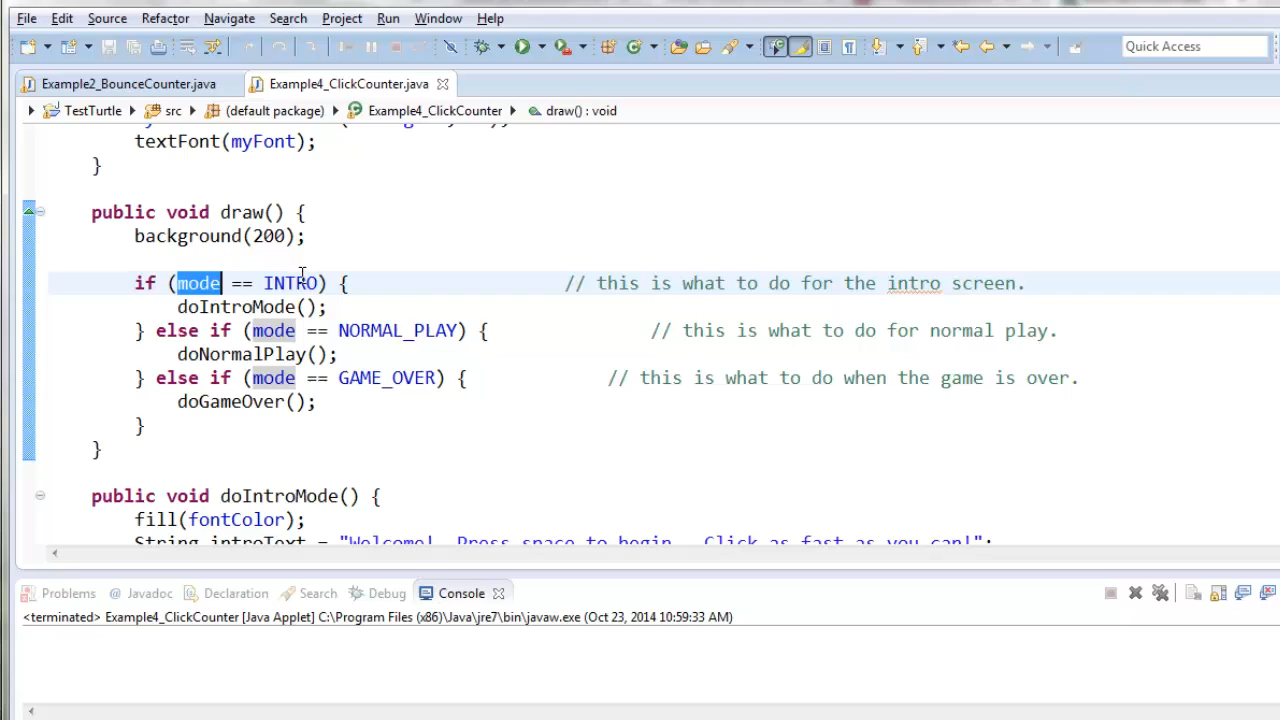 File Edit Source Refactor Navigate Search Project Run Window Help
Quick Access
Example2_BounceCounter.java Example4_ClickCounter.java
TestTurtle src (default package) Example4_ClickCounter draw() : void
textFont(myFont);
}
public void draw() {
background(200);
if (mode == INTRO) { // this is what to do for the intro screen.
doIntroMode();
} else if (mode == NORMAL_PLAY) { // this is what to do for normal play.
doNormalPlay();
} else if (mode == GAME_OVER) { // this is what to do when the game is over.
doGameOver();
}
}
public void doIntroMode() {
fill(fontColor);
String introText = "Welcome! Press space to begin. Click as fast as you can!";
Problems @ Javadoc Declaration Search Debug Console
<terminated> Example4_ClickCounter [Java Applet] C:\Program Files (x86)\Java\jre7\bin\javaw.exe (Oct 23, 2014 10:59:33 AM)